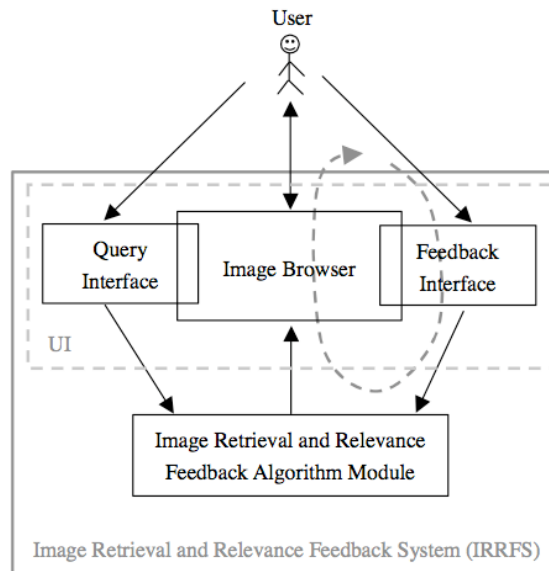 User
Query
Interface
Image Browser
Feedback
Interface
UI
Image Retrieval and Relevance
Feedback Algorithm Module
Image Retrieval and Relevance Feedback System (IRRFS)